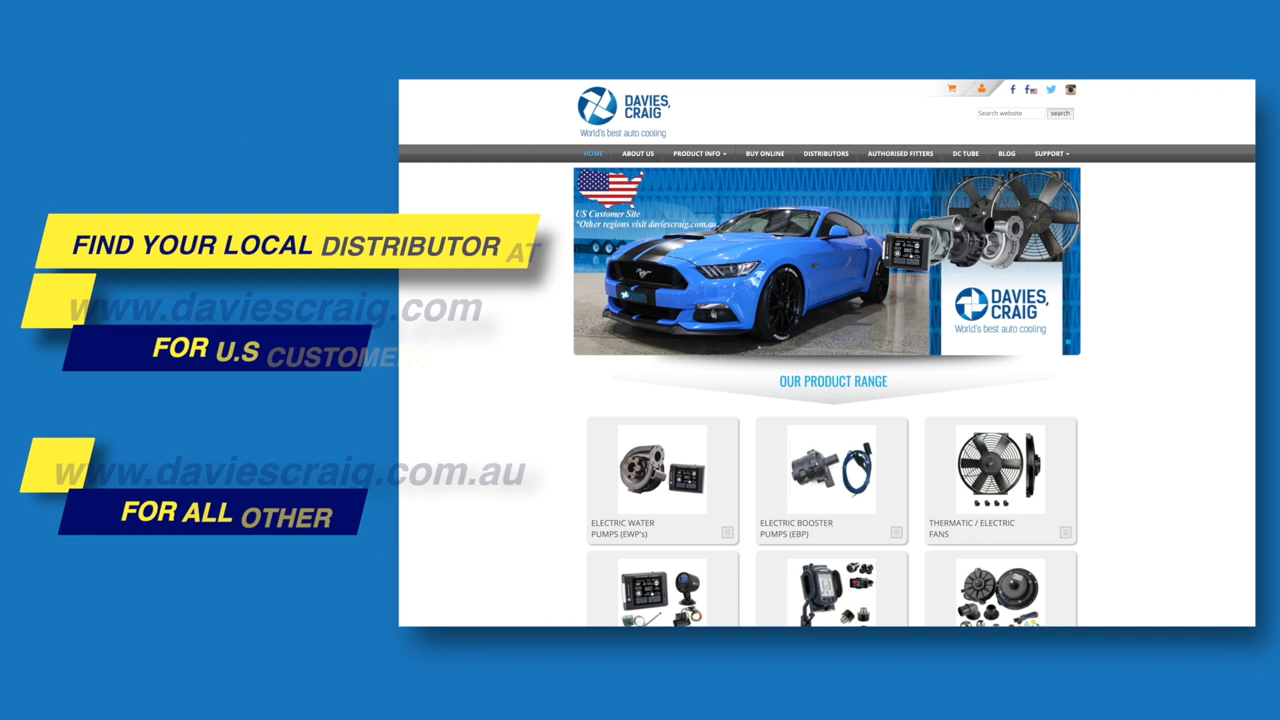 FIND YOUR LOCAL DISTRIBUTOR AT
www.daviescraig.com
FOR U.S CUSTOMERS
www.daviescraig.com.au
FOR ALL OTHER
DAVIES,
CRAIG
World's best auto cooling
Search website
search
HOME
ABOUT US
PRODUCT INFO
BUY ONLINE
DISTRIBUTORS
AUTHORISED FITTERS
DC TUBE
BLOG
SUPPORT
US Customer Site
*Other regions visit daviescraig.com.au
DAVIES,
CRAIG
World's best auto cooling
OUR PRODUCT RANGE
ELECTRIC WATER
PUMPS (EWP's)
ELECTRIC BOOSTER
PUMPS (EBP)
THERMATIC / ELECTRIC
FANS